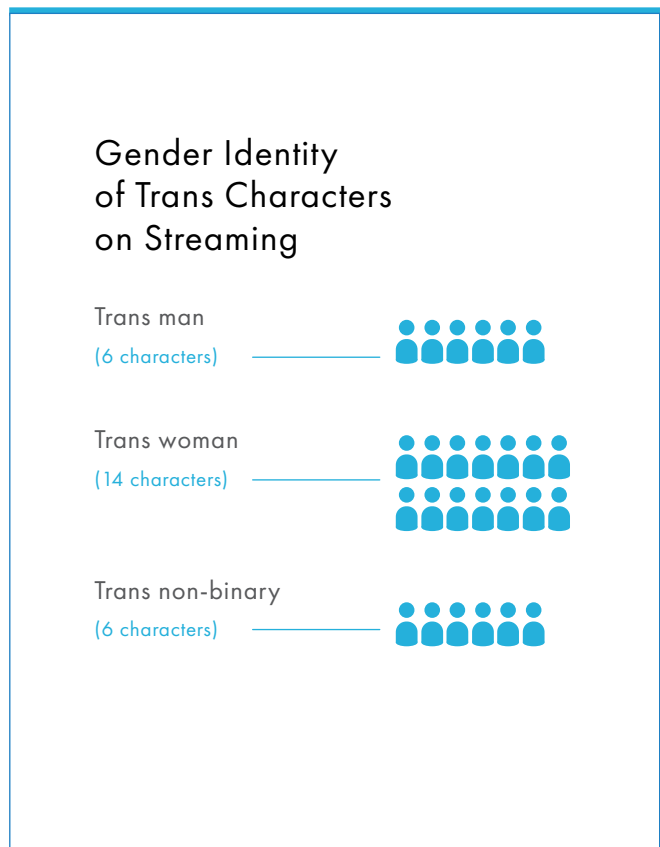 Gender Identity
of Trans Characters
on Streaming
Trans man
(6 characters)
Trans woman
(14 characters)
Trans non-binary
(6 characters)